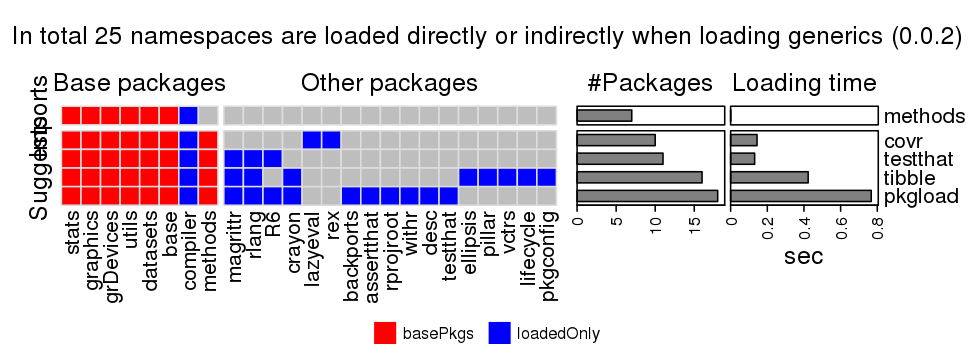 In total 25 namespaces are loaded directly or indirectly when loading generics (0.0.2)
Base packages
Other packages
#Packages
Loading time
Imports
Suggests
methods
covr
testthat
tibble
pkgload
stats
graphics
grDevices
utils
datasets
base
compiler
methods
magrittr
rlang
R6
crayon
lazyeval
rex
backports
assertthat
rprojroot
withr
desc
testthat
ellipsis
pillar
vctrs
lifecycle
pkgconfig
0
5
10
15
0
0.2
0.4
0.6
0.8
sec
basePkgs
loadedOnly